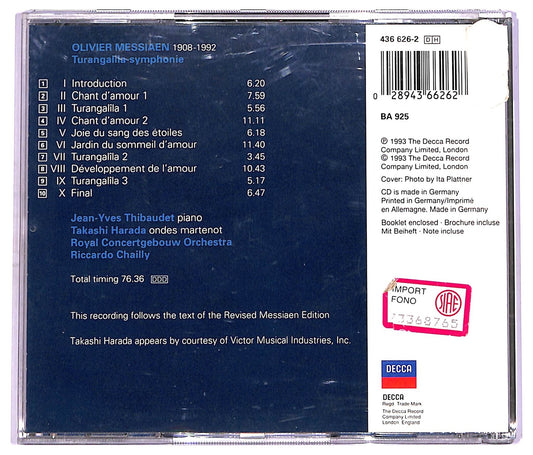 OLIVIER MESSIAEN 1908-1992
Turangalîla-symphonie
1 I Introduction 6.20
2 II Chant d'amour 1 7.59
3 III Turangalîla 1 5.56
4 IV Chant d'amour 2 11.11
5 V Joie du sang des étoiles 6.18
6 VI Jardin du sommeil d'amour 11.40
7 VII Turangalîla 2 3.45
8 VIII Développement de l'amour 10.43
9 IX Turangalîla 3 5.17
10 X Final 6.47
Jean-Yves Thibaudet piano
Takashi Harada ondes martenot
Royal Concertgebouw Orchestra
Riccardo Chailly
Total timing 76.36 DDD
This recording follows the text of the Revised Messiaen Edition
Takashi Harada appears by courtesy of Victor Musical Industries, Inc.
436 626-2 DH
0 28943 66262
BA 925
℗ 1993 The Decca Record
Company Limited, London
© 1993 The Decca Record
Company Limited, London
Cover: Photo by Ita Plattner
CD is made in Germany
Printed in Germany/Imprimé
en Allemagne. Made in Germany
Booklet enclosed · Brochure incluse
Mit Beiheft · Note incluse
IMPORT
FONO
SIAE
3368765
DECCA
DECCA
Regd. Trade Mark
The Decca Record
Company Limited
London England